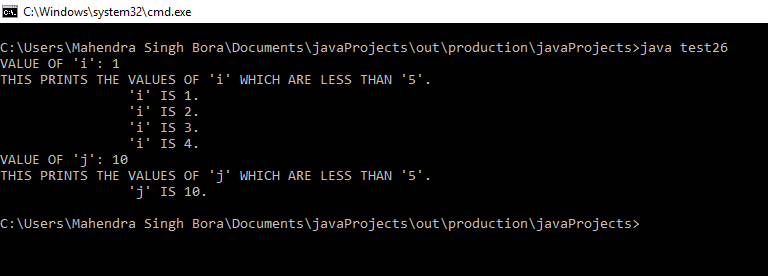 C:\Windows\system32\cmd.exe
C:\Users\Mahendra Singh Bora\Documents\javaProjects\out\production\javaProjects>java test26
VALUE OF 'i': 1
THIS PRINTS THE VALUES OF 'i' WHICH ARE LESS THAN '5'.
'i' IS 1.
'i' IS 2.
'i' IS 3.
'i' IS 4.
VALUE OF 'j': 10
THIS PRINTS THE VALUES OF 'j' WHICH ARE LESS THAN '5'.
'j' IS 10.
C:\Users\Mahendra Singh Bora\Documents\javaProjects\out\production\javaProjects>